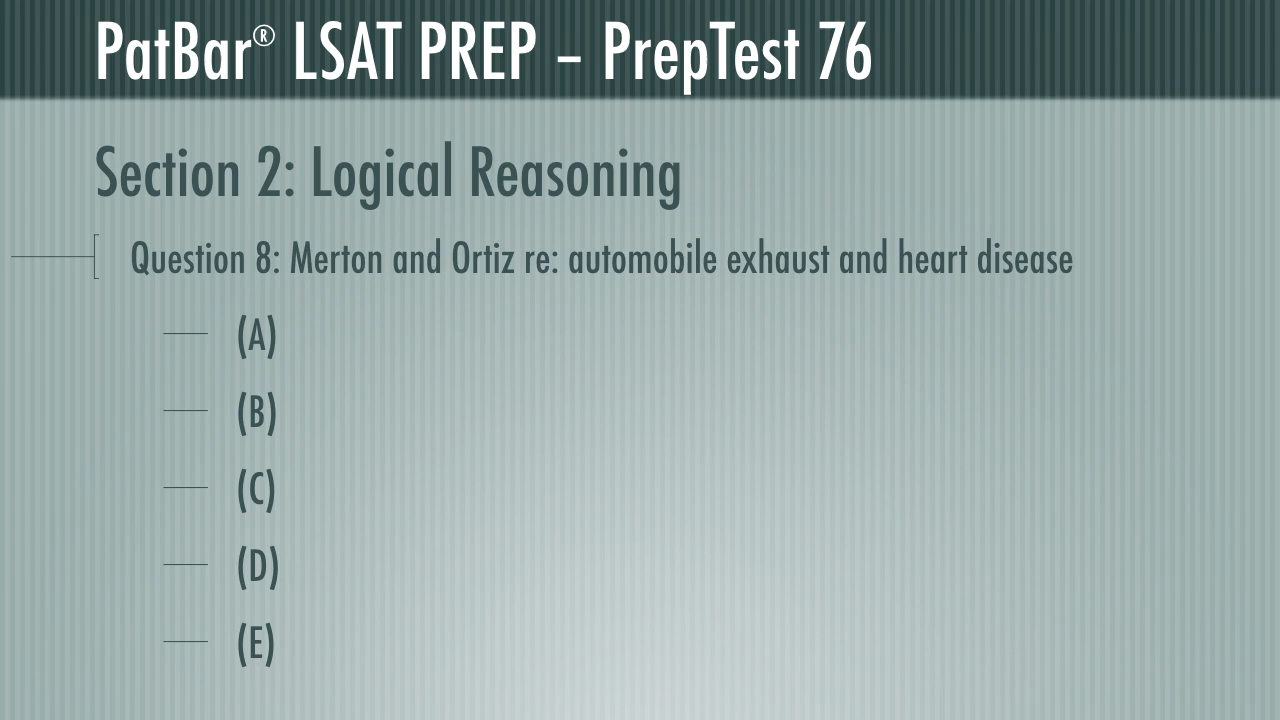 PatBar® LSAT PREP – PrepTest 76
Section 2: Logical Reasoning
Question 8: Merton and Ortiz re: automobile exhaust and heart disease
(A)
(B)
(C)
(D)
(E)